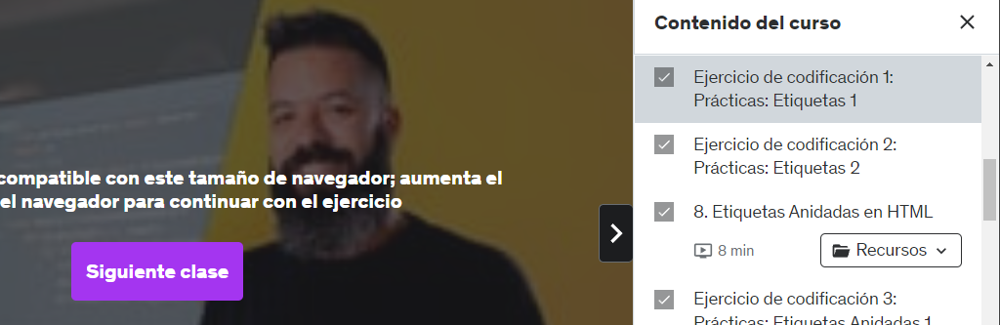 compatible con este tamaño de navegador; aumenta el
el navegador para continuar con el ejercicio
Siguiente clase
Contenido del curso
Ejercicio de codificación 1:
Prácticas: Etiquetas 1
Ejercicio de codificación 2:
Prácticas: Etiquetas 2
8. Etiquetas Anidadas en HTML
8 min
Recursos
Ejercicio de codificación 3:
Prácticas: Etiquetas Anidadas 1